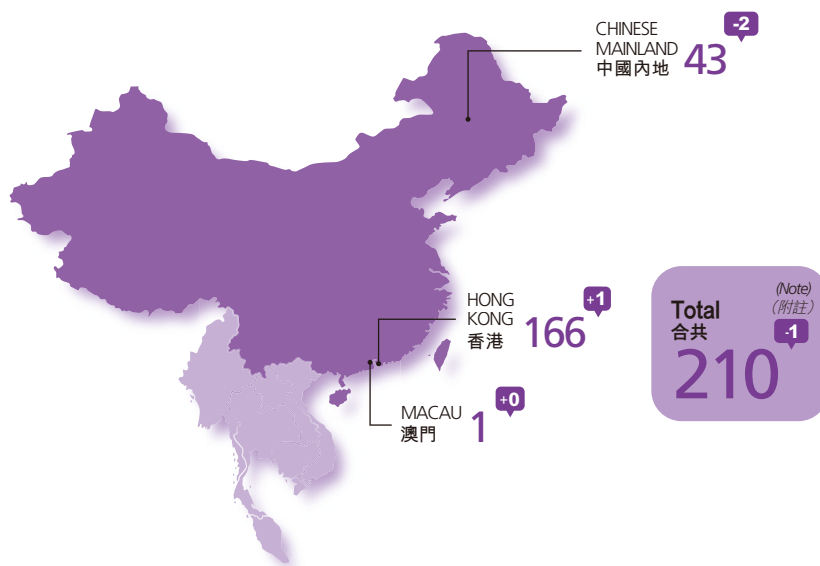 CHINESE
MAINLAND
中國內地
43
-2
HONG
KONG
香港
166
+1
MACAU
澳門
1
+0
(Note)
(附註)
Total
合共
210
-1